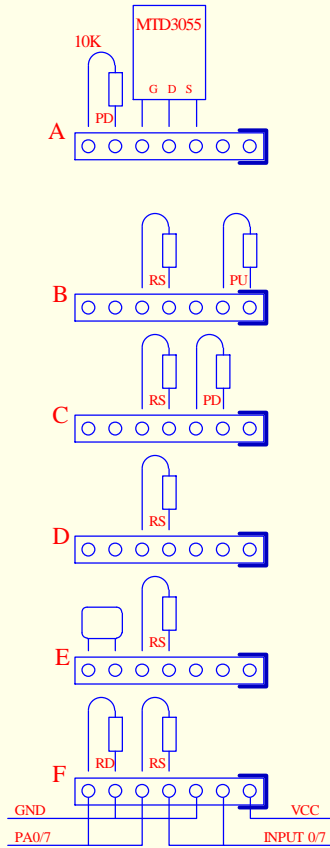 MTD3055
10K
G D S
PD
A
RS PU
B
RS PD
C
RS
D
RS
E
RD RS
F
GND VCC
PA0/7 INPUT 0/7